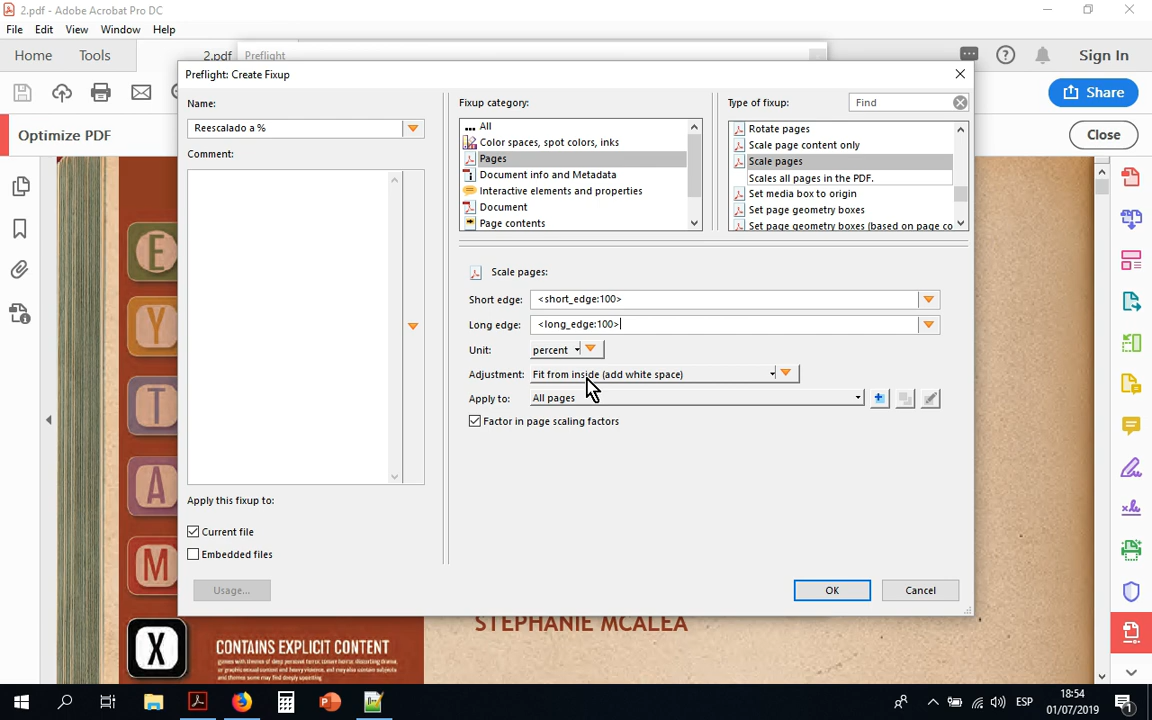 2.pdf - Adobe Acrobat Pro DC
File Edit View Window Help
Home Tools 2.pdf Preflight Sign In
Share
Optimize PDF Close
Preflight: Create Fixup
Name:
Reescalado a %
Comment:
Apply this fixup to:
Current file
Embedded files
Usage...
Fixup category:
All
Color spaces, spot colors, inks
Pages
Document info and Metadata
Interactive elements and properties
Document
Page contents
Type of fixup:
Find
Rotate pages
Scale page content only
Scale pages
Scales all pages in the PDF.
Set media box to origin
Set page geometry boxes
Set page geometry boxes (based on page co
Scale pages:
Short edge: <short_edge:100>
Long edge: <long_edge:100>
Unit: percent
Adjustment: Fit from inside (add white space)
Apply to: All pages
Factor in page scaling factors
OK Cancel
E
Y
T
A
M
X
CONTAINS EXPLICIT CONTENT
STEPHANIE MCALEA
ESP
18:54
01/07/2019
1